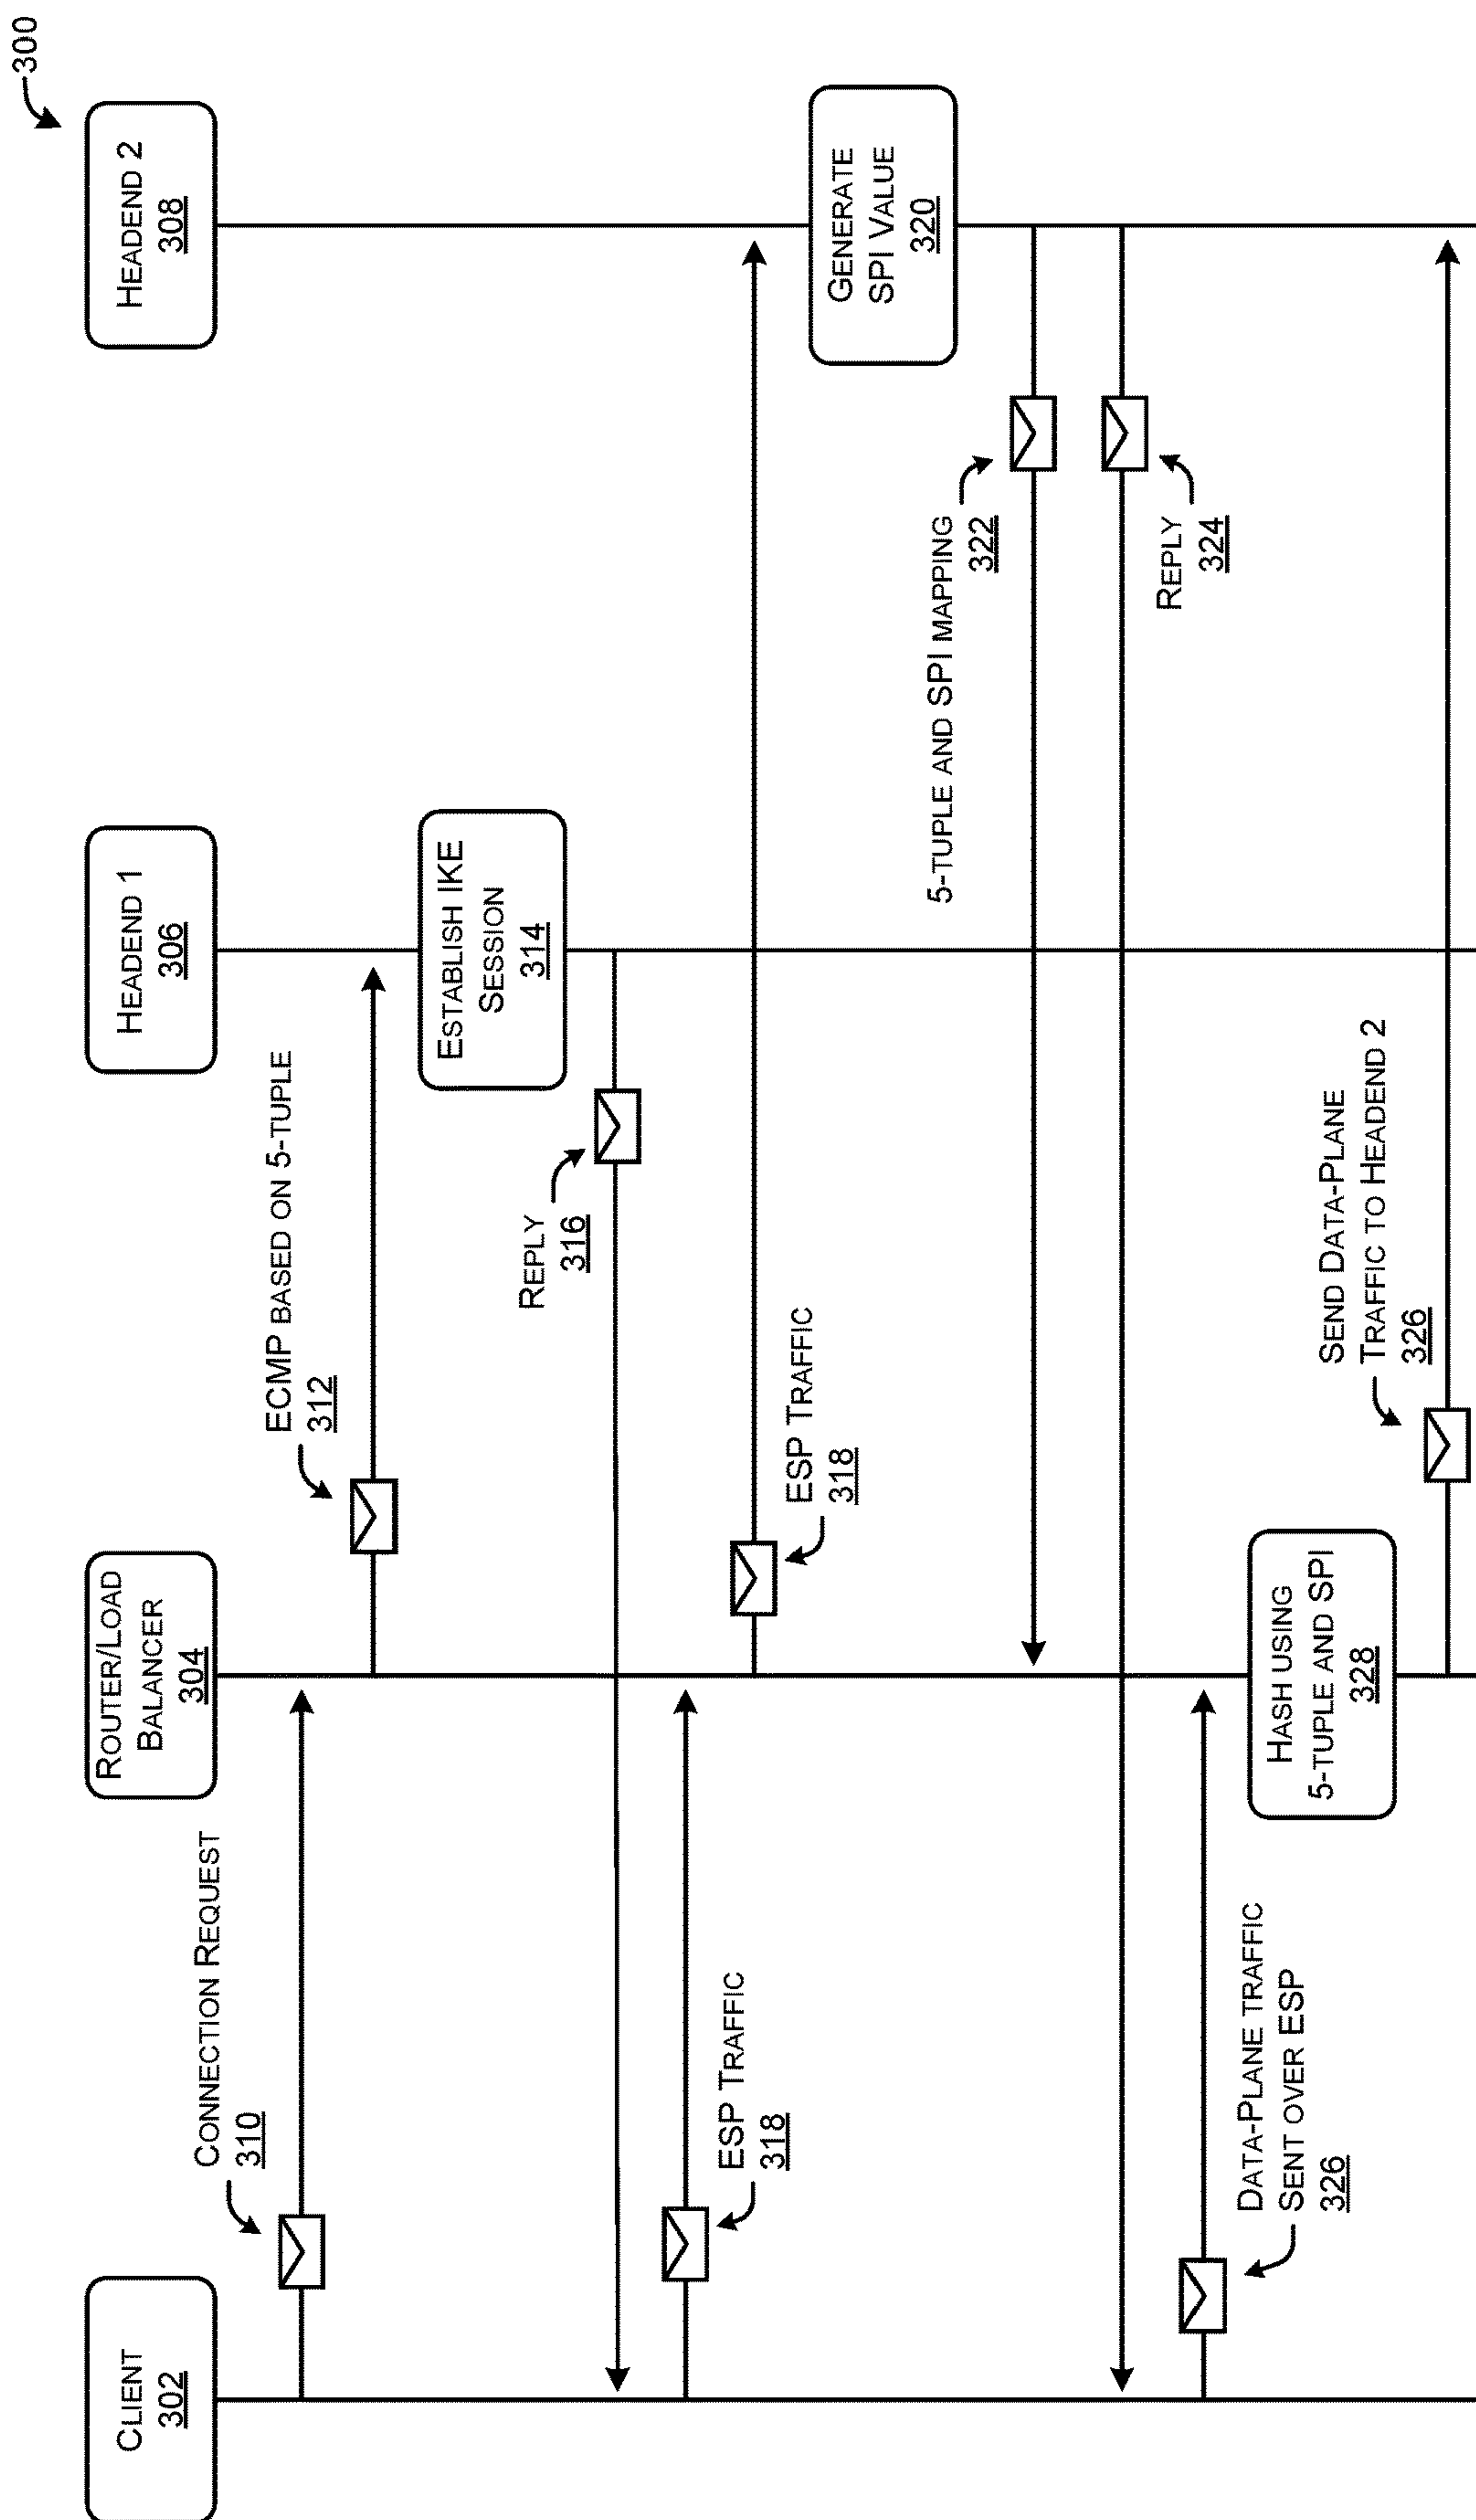 300
CLIENT
302
ROUTER/LOAD
BALANCER
304
HEADEND 1
306
HEADEND 2
308
CONNECTION REQUEST
310
ECMP BASED ON 5-TUPLE
312
ESTABLISH IKE
SESSION
314
REPLY
316
ESP TRAFFIC
318
ESP TRAFFIC
318
GENERATE
SPI VALUE
320
5-TUPLE AND SPI MAPPING
322
REPLY
324
DATA-PLANE TRAFFIC
SENT OVER ESP
326
HASH USING
5-TUPLE AND SPI
328
SEND DATA-PLANE
TRAFFIC TO HEADEND 2
326